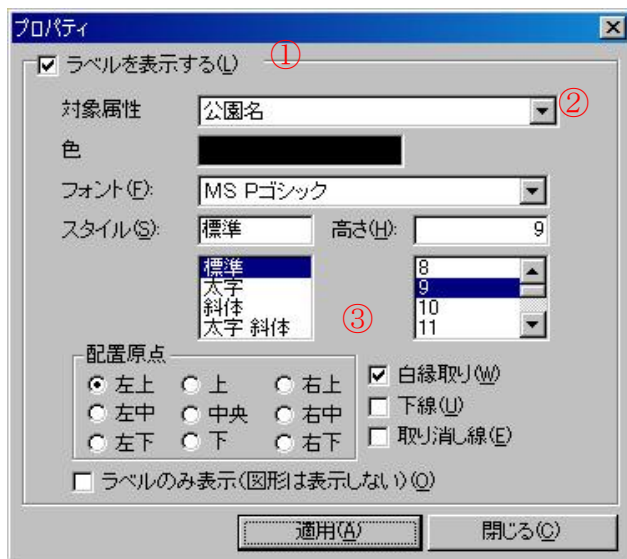 プロパティ
ラベルを表示する(L) ①
対象属性 公園名 ②
色
フォント(F): MS Pゴシック
スタイル(S): 標準 高さ(H): 9
標準 8
太字 9
斜体 10
太字 斜体 11
③
配置原点
左上 上 右上 白縁取り(W)
左中 中央 右中 下線(U)
左下 下 右下 取り消し線(E)
ラベルのみ表示(図形は表示しない)(O)
適用(A) 閉じる(C)